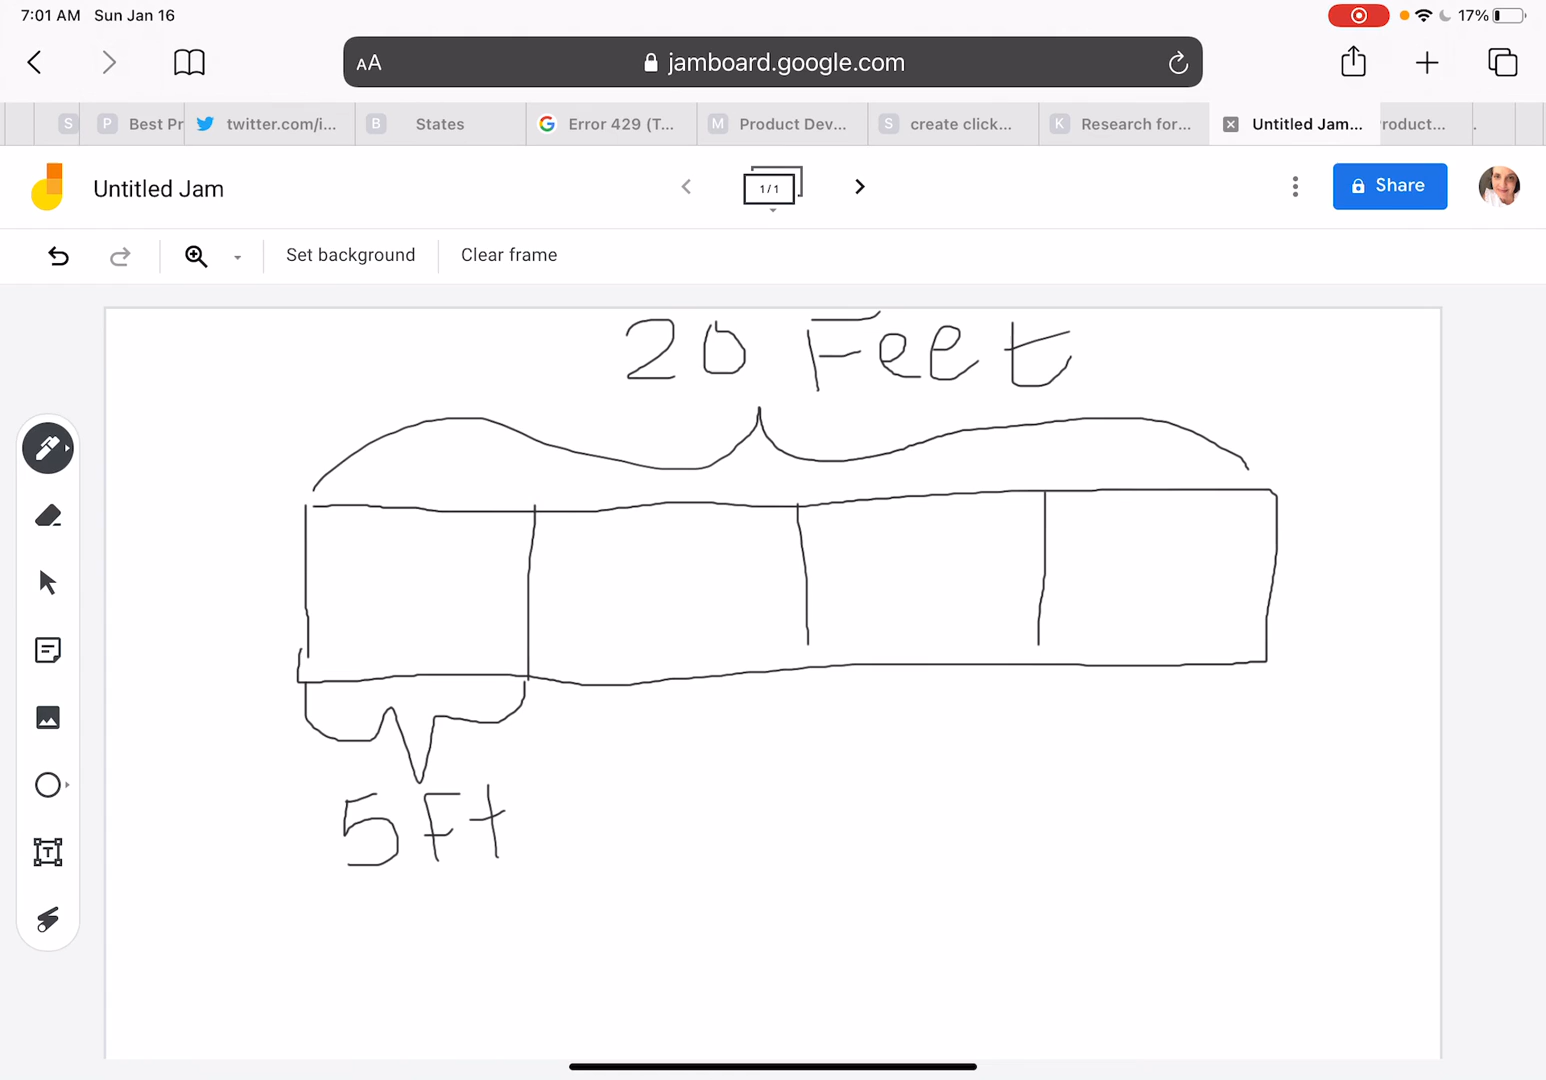 7:01 AM Sun Jan 16
17%
AA
jamboard.google.com
S
P Best Pr
twitter.com/i...
B States
G Error 429 (T...
M Product Dev...
S create click...
K Research for...
Untitled Jam...
roduct...
.
Untitled Jam
1/1
Share
Set background
Clear frame
20 Feet
5 Ft
T